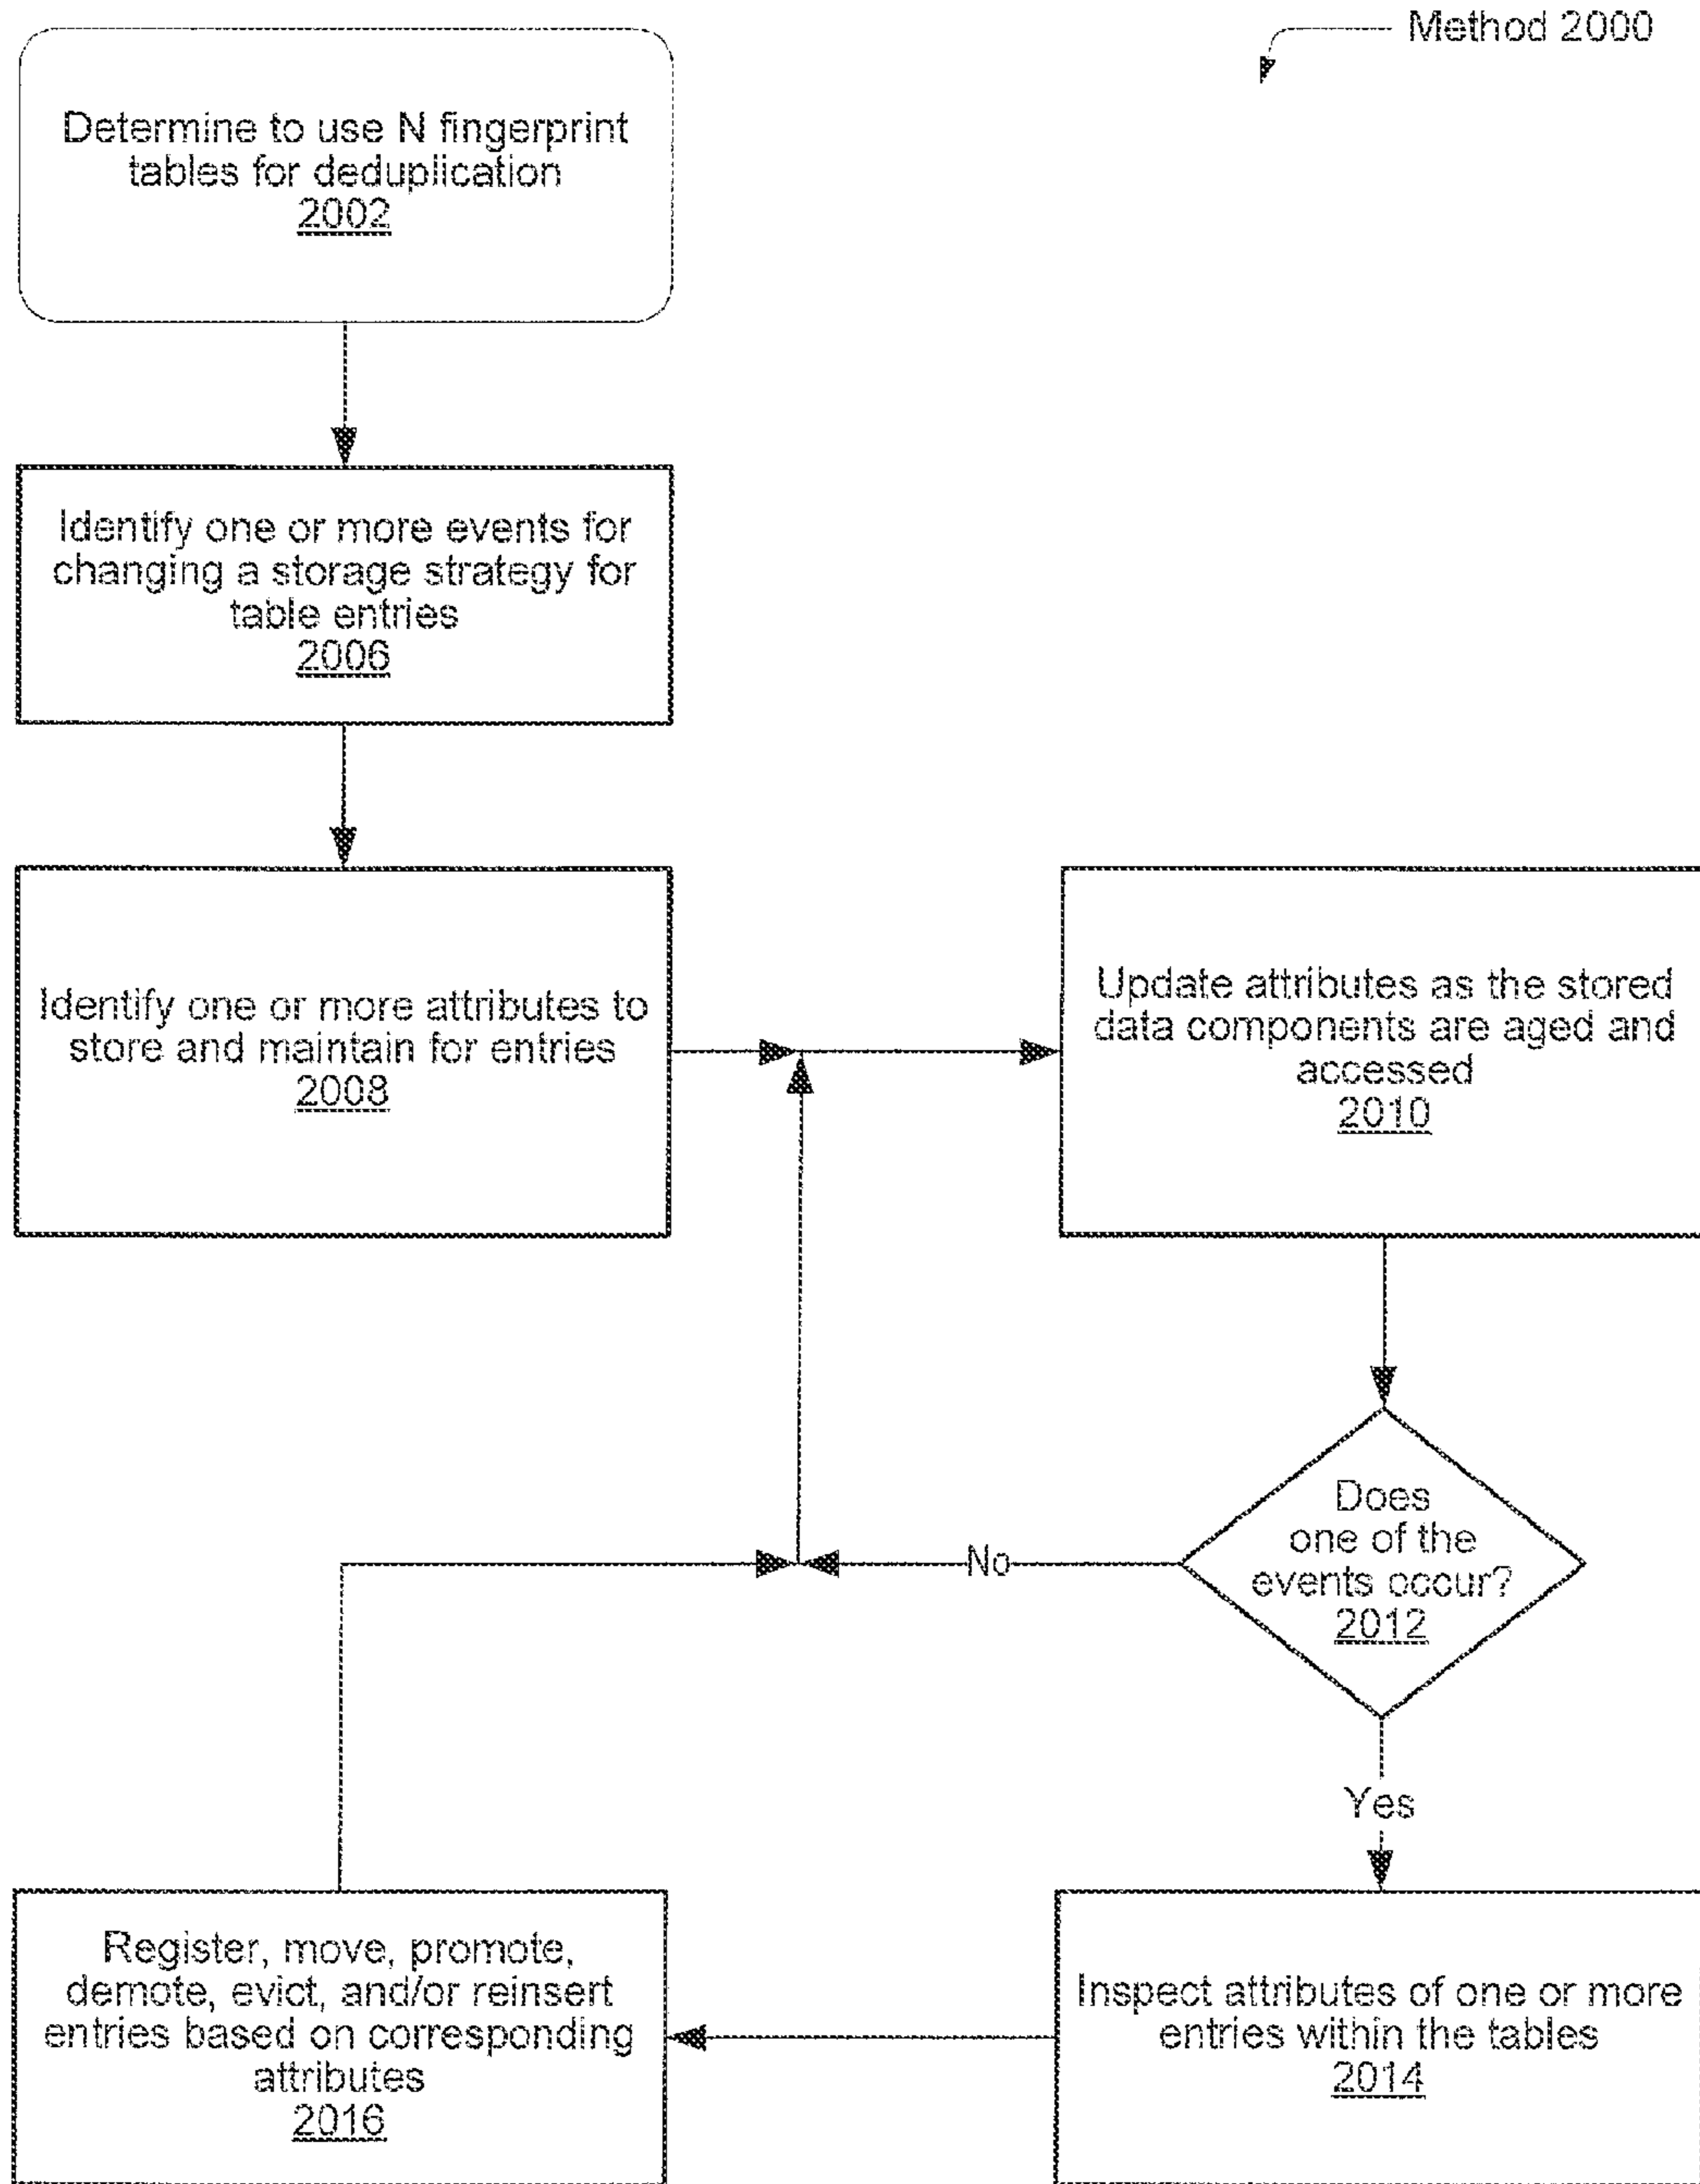 Method 2000
Determine to use N fingerprint
tables for deduplication
2002
Identify one or more events for
changing a storage strategy for
table entries
2006
Identify one or more attributes to
store and maintain for entries
2008
Update attributes as the stored
data components are aged and
accessed
2010
Does
one of the
events occur?
2012
No
Yes
Inspect attributes of one or more
entries within the tables
2014
Register, move, promote,
demote, evict, and/or reinsert
entries based on corresponding
attributes
2016